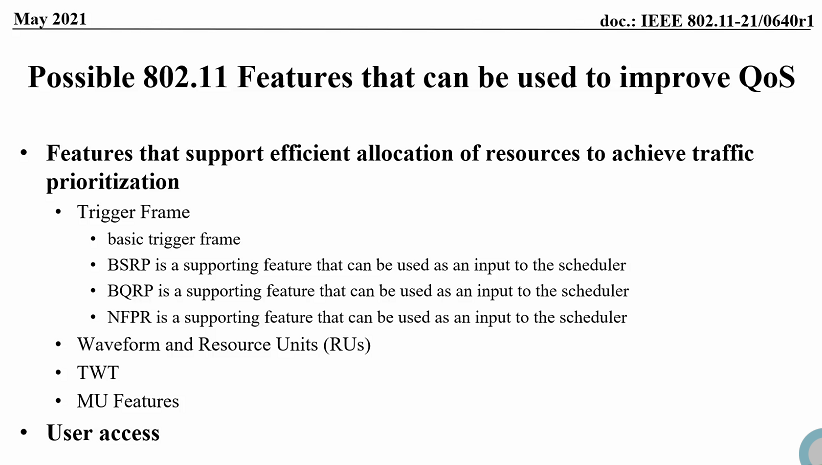 May 2021
doc.: IEEE 802.11-21/0640r1
Possible 802.11 Features that can be used to improve QoS
• Features that support efficient allocation of resources to achieve traffic
prioritization
• Trigger Frame
• basic trigger frame
• BSRP is a supporting feature that can be used as an input to the scheduler
• BQRP is a supporting feature that can be used as an input to the scheduler
• NFPR is a supporting feature that can be used as an input to the scheduler
• Waveform and Resource Units (RUs)
• TWT
• MU Features
• User access